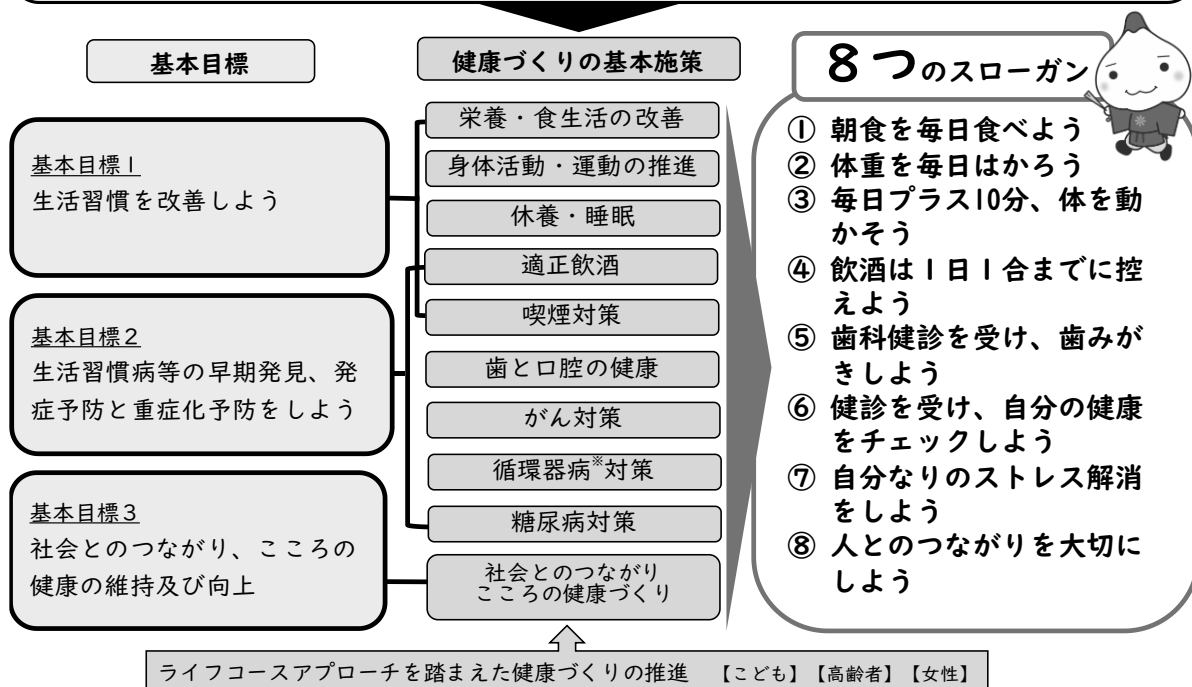 基本目標
健康づくりの基本施策
8つのスローガン
基本目標1
生活習慣を改善しよう
基本目標2
生活習慣病等の早期発見、発
症予防と重症化予防をしよう
基本目標3
社会とのつながり、こころの
健康の維持及び向上
栄養・食生活の改善
身体活動・運動の推進
休養・睡眠
適正飲酒
喫煙対策
歯と口腔の健康
がん対策
循環器病※対策
糖尿病対策
社会とのつながり
こころの健康づくり
① 朝食を毎日食べよう
② 体重を毎日はかろう
③ 毎日プラス10分、体を動
かそう
④ 飲酒は1日1合までに控
えよう
⑤ 歯科健診を受け、歯みが
きしよう
⑥ 健診を受け、自分の健康
をチェックしよう
⑦ 自分なりのストレス解消
をしよう
⑧ 人とのつながりを大切に
しよう
ライフコースアプローチを踏まえた健康づくりの推進 【こども】【高齢者】【女性】